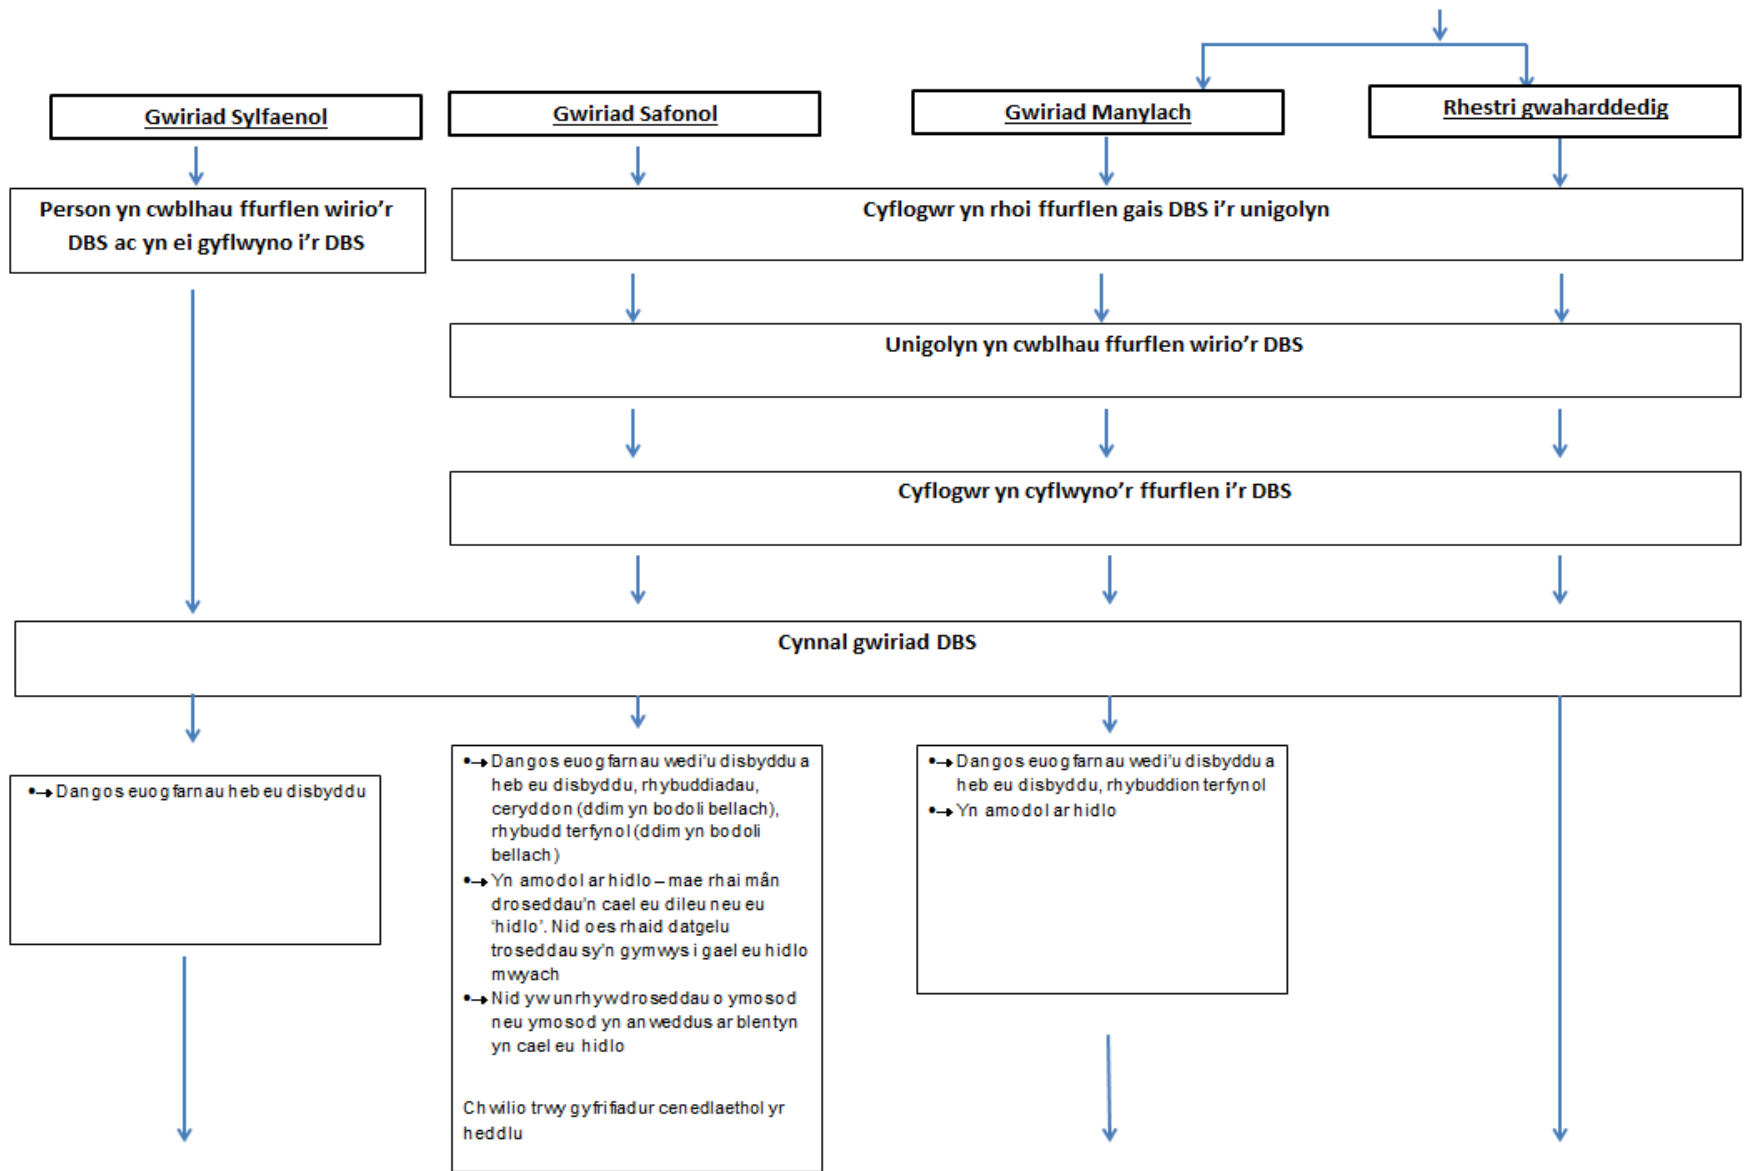 Gwiriad Sylfaenol
Gwiriad Safonol
Gwiriad Manylach
Rhestri gwaharddedig
Person yn cwblhau ffurflen wirio'r
DBS ac yn ei gyflwyno i'r DBS
Cyflogwr yn rhoi ffurflen gais DBS i'r unigolyn
Unigolyn yn cwblhau ffurflen wirio'r DBS
Cyflogwr yn cyflwyno'r ffurflen i'r DBS
Cynnal gwiriad DBS
Dangos euogfarnau heb eu disbyddu
Dangos euogfarnau wedi'u disbyddu a
heb eu disbyddu, rhybuddiadau,
ceryddon (ddim yn bodoli bellach),
rhybudd terfynol (ddim yn bodoli
bellach)
Yn amodol ar hidlo – mae rhai mân
droseddau'n cael eu dileu neu eu
‘hidlo’. Nid oes rhaid datgelu
troseddau sy'n gymwys i gael eu hidlo
mwyach
Nid yw unrhyw droseddau o ymosod
neu ymosod yn anweddus ar blentyn
yn cael eu hidlo
Chwilio trwy gyfrifiadur cenedlaethol yr
heddlu
Dangos euogfarnau wedi'u disbyddu a
heb eu disbyddu, rhybuddion terfynol
Yn amodol ar hidlo